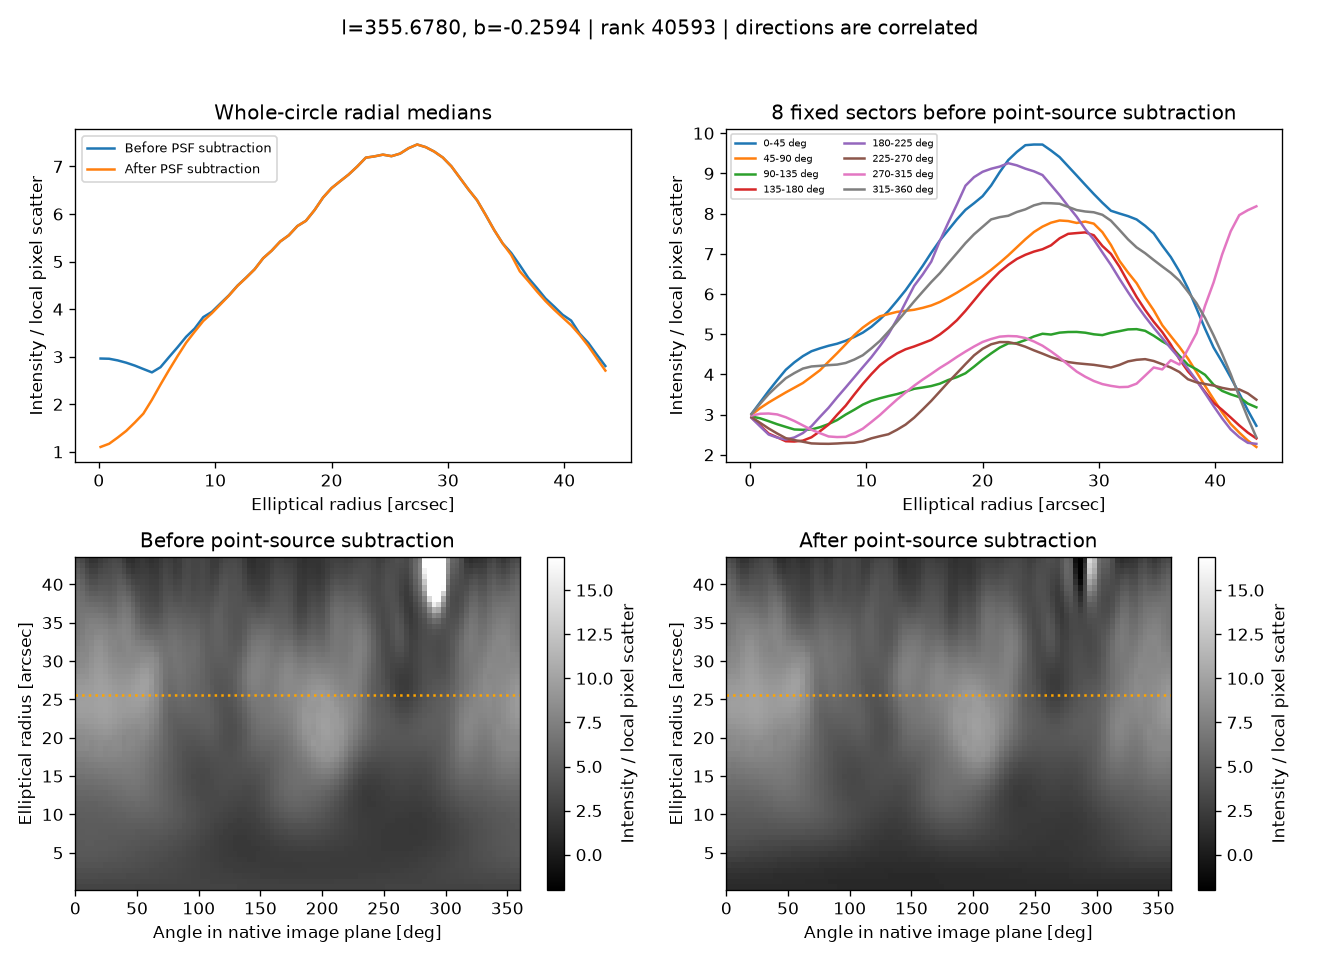 l=355.6780, b=-0.2594 | rank 40593 | directions are correlated
Whole-circle radial medians
Before PSF subtraction
After PSF subtraction
Intensity / local pixel scatter
7
6
5
4
3
2
1
0
10
20
30
40
Elliptical radius [arcsec]
8 fixed sectors before point-source subtraction
0-45 deg
45-90 deg
90-135 deg
135-180 deg
180-225 deg
225-270 deg
270-315 deg
315-360 deg
Intensity / local pixel scatter
10
9
8
7
6
5
4
3
2
0
10
20
30
40
Elliptical radius [arcsec]
Before point-source subtraction
Elliptical radius [arcsec]
40
35
30
25
20
15
10
5
0
50
100
150
200
250
300
350
Angle in native image plane [deg]
15.0
12.5
10.0
7.5
5.0
2.5
0.0
Intensity / local pixel scatter
After point-source subtraction
Elliptical radius [arcsec]
40
35
30
25
20
15
10
5
0
50
100
150
200
250
300
350
Angle in native image plane [deg]
15.0
12.5
10.0
7.5
5.0
2.5
0.0
Intensity / local pixel scatter